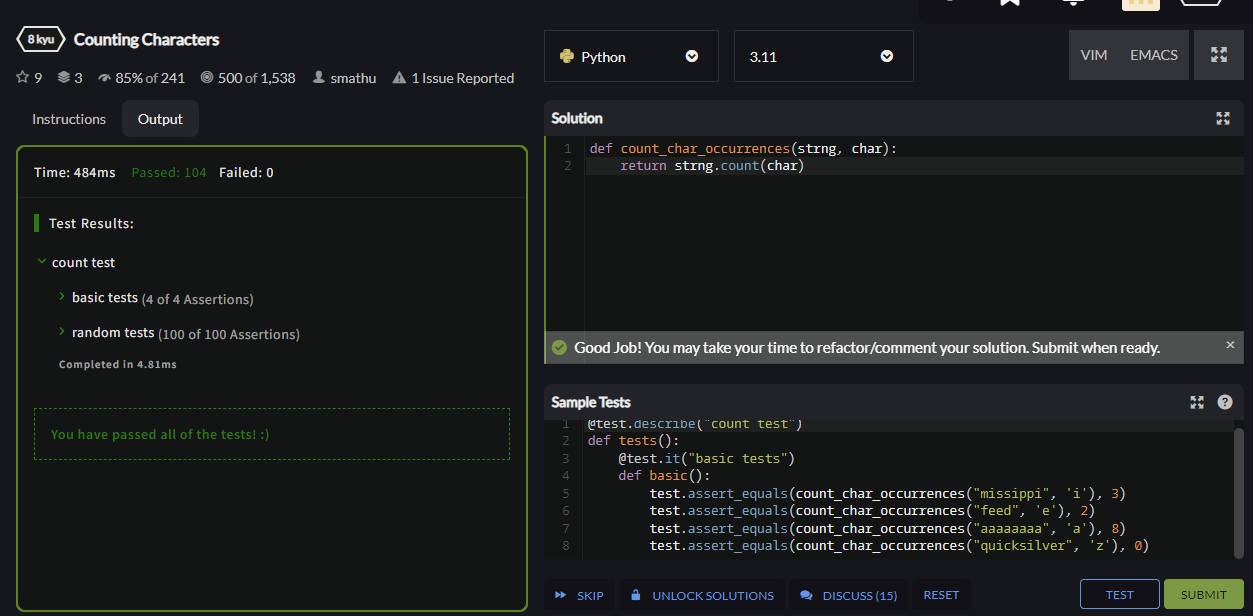 8 kyu Counting Characters
9 3 85% of 241 500 of 1,538 smathu 1 Issue Reported
Instructions Output
Time: 484ms Passed: 104 Failed: 0
Test Results:
count test
basic tests (4 of 4 Assertions)
random tests (100 of 100 Assertions)
Completed in 4.81ms
You have passed all of the tests! :)
Python 3.11 VIM EMACS
Solution
1 def count_char_occurrences(strng, char):
2 return strng.count(char)
Good Job! You may take your time to refactor/comment your solution. Submit when ready.
Sample Tests
1 @test.describe("count test")
2 def tests():
3 @test.it("basic tests")
4 def basic():
5 test.assert_equals(count_char_occurrences("missippi", 'i'), 3)
6 test.assert_equals(count_char_occurrences("feed", 'e'), 2)
7 test.assert_equals(count_char_occurrences("aaaaaaaa", 'a'), 8)
8 test.assert_equals(count_char_occurrences("quicksilver", 'z'), 0)
SKIP UNLOCK SOLUTIONS DISCUSS (15) RESET TEST SUBMIT